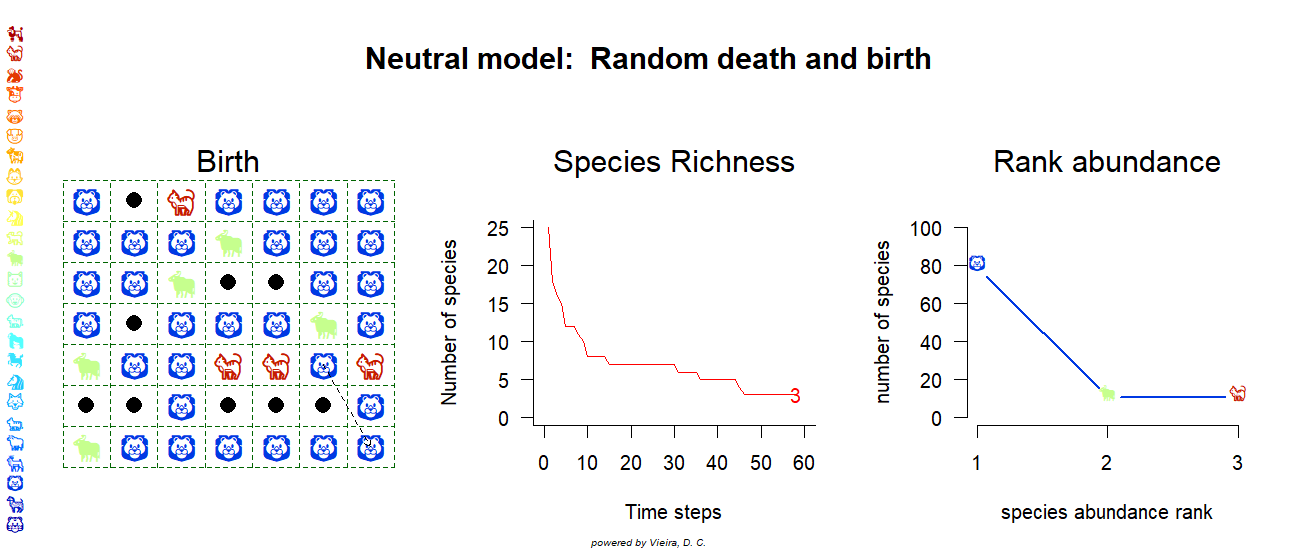 Neutral model:  Random death and birth
Birth
Species Richness
Number of species
25
20
15
10
5
0
3
0 10 20 30 40 50 60
Time steps
Rank abundance
number of species
100
80
60
40
20
0
1 2 3
species abundance rank
powered by Vieira, D. C.